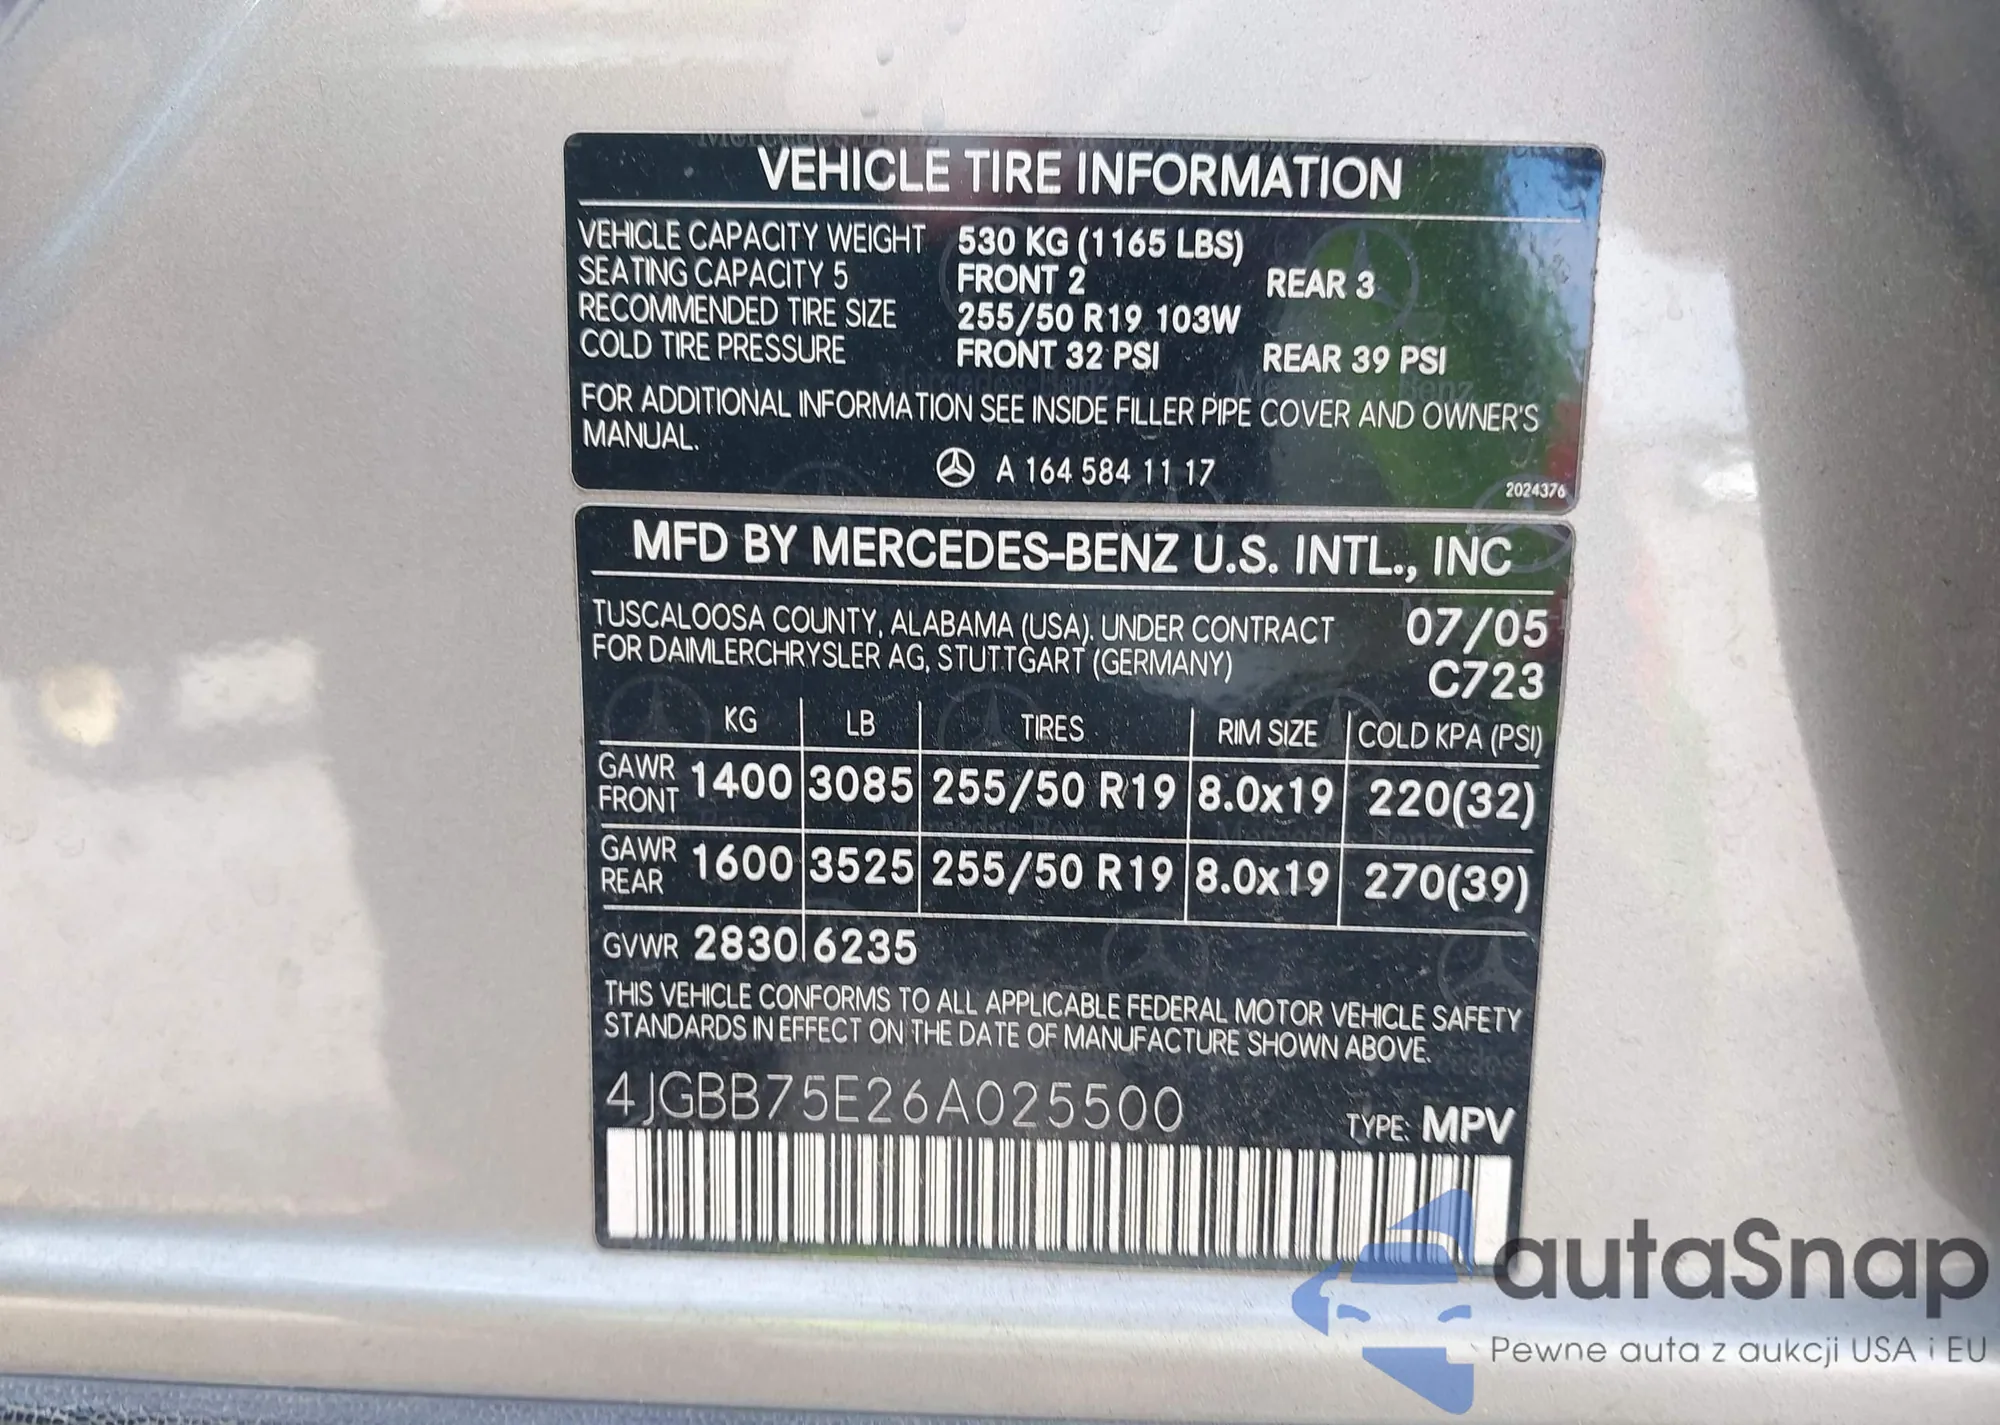 VEHICLE TIRE INFORMATION
VEHICLE CAPACITY WEIGHT 530 KG (1165 LBS)
SEATING CAPACITY 5 FRONT 2 REAR 3
RECOMMENDED TIRE SIZE 255/50 R19 103W
COLD TIRE PRESSURE FRONT 32 PSI REAR 39 PSI
FOR ADDITIONAL INFORMATION SEE INSIDE FILLER PIPE COVER AND OWNER'S
MANUAL.
A 164 584 11 17
2024376
MFD BY MERCEDES-BENZ U.S. INTL., INC
TUSCALOOSA COUNTY, ALABAMA (USA). UNDER CONTRACT 07/05
FOR DAIMLERCHRYSLER AG, STUTTGART (GERMANY) C723
KG LB TIRES RIM SIZE COLD KPA (PSI)
GAWR FRONT 1400 3085 255/50 R19 8.0x19 220(32)
GAWR REAR 1600 3525 255/50 R19 8.0x19 270(39)
GVWR 2830 6235
THIS VEHICLE CONFORMS TO ALL APPLICABLE FEDERAL MOTOR VEHICLE SAFETY
STANDARDS IN EFFECT ON THE DATE OF MANUFACTURE SHOWN ABOVE.
4JGBB75E26A025500 TYPE: MPV
autaSnap
Pewne auta z aukcji USA i EU